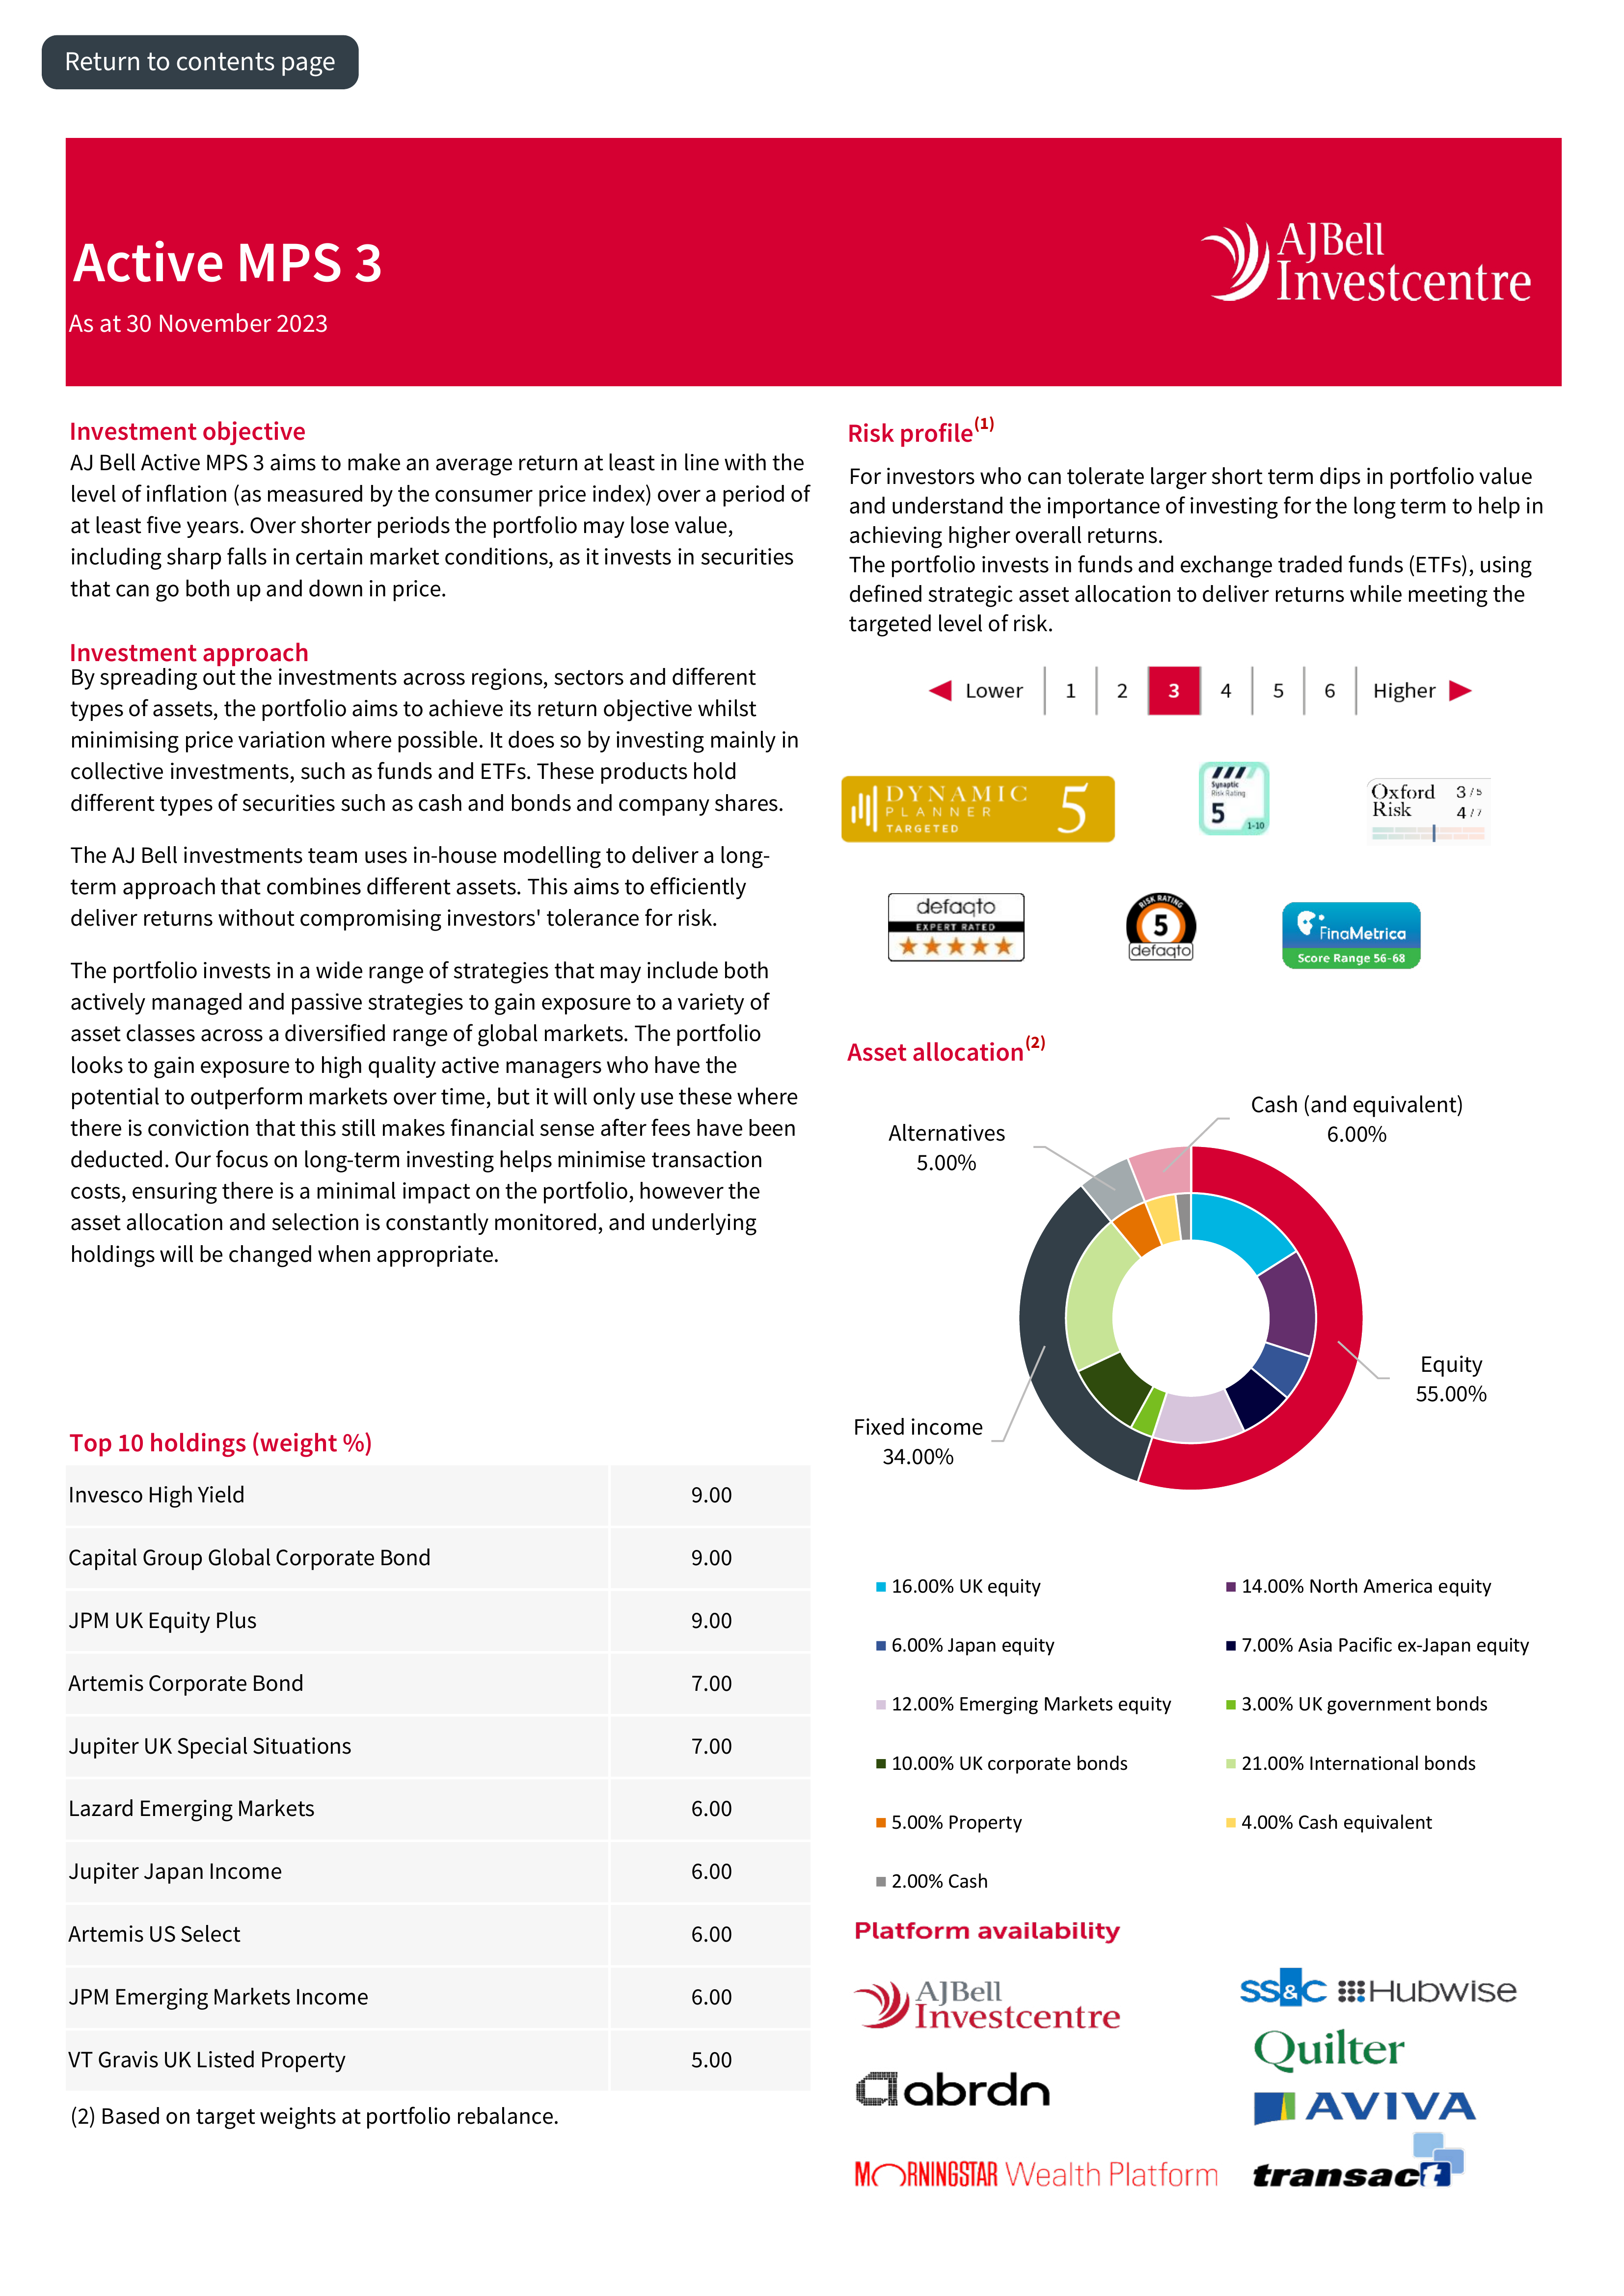 Return to contents page
Active MPS 3
As at 30 November 2023
AJBell
Investcentre
Investment objective
AJ Bell Active MPS 3 aims to make an average return at least in line with the
level of inflation (as measured by the consumer price index) over a period of
at least five years. Over shorter periods the portfolio may lose value,
including sharp falls in certain market conditions, as it invests in securities
that can go both up and down in price.
Investment approach
By spreading out the investments across regions, sectors and different
types of assets, the portfolio aims to achieve its return objective whilst
minimising price variation where possible. It does so by investing mainly in
collective investments, such as funds and ETFs. These products hold
different types of securities such as cash and bonds and company shares.
The AJ Bell investments team uses in-house modelling to deliver a long-
term approach that combines different assets. This aims to efficiently
deliver returns without compromising investors' tolerance for risk.
The portfolio invests in a wide range of strategies that may include both
actively managed and passive strategies to gain exposure to a variety of
asset classes across a diversified range of global markets. The portfolio
looks to gain exposure to high quality active managers who have the
potential to outperform markets over time, but it will only use these where
there is conviction that this still makes financial sense after fees have been
deducted. Our focus on long-term investing helps minimise transaction
costs, ensuring there is a minimal impact on the portfolio, however the
asset allocation and selection is constantly monitored, and underlying
holdings will be changed when appropriate.
Top 10 holdings (weight %)
Invesco High Yield 9.00
Capital Group Global Corporate Bond 9.00
JPM UK Equity Plus 9.00
Artemis Corporate Bond 7.00
Jupiter UK Special Situations 7.00
Lazard Emerging Markets 6.00
Jupiter Japan Income 6.00
Artemis US Select 6.00
JPM Emerging Markets Income 6.00
VT Gravis UK Listed Property 5.00
(2) Based on target weights at portfolio rebalance.
Risk profile(1)
For investors who can tolerate larger short term dips in portfolio value
and understand the importance of investing for the long term to help in
achieving higher overall returns.
The portfolio invests in funds and exchange traded funds (ETFs), using
defined strategic asset allocation to deliver returns while meeting the
targeted level of risk.
Lower 1 2 3 4 5 6 Higher
DYNAMIC
PLANNER
TARGETED
5
Synaptic
Risk Rating
5
1-10
Oxford 3 / 5
Risk 4 / 7
defaqto
EXPERT RATED
RISK RATING
5
defaqto
FinaMetrica
Score Range 56-68
Asset allocation(2)
Cash (and equivalent)
6.00%
Alternatives
5.00%
Equity
55.00%
Fixed income
34.00%
16.00% UK equity
14.00% North America equity
6.00% Japan equity
7.00% Asia Pacific ex-Japan equity
12.00% Emerging Markets equity
3.00% UK government bonds
10.00% UK corporate bonds
21.00% International bonds
5.00% Property
4.00% Cash equivalent
2.00% Cash
Platform availability
AJBell
Investcentre
SS&C Hubwise
Quilter
abrdn
AVIVA
MORNINGSTAR Wealth Platform
transact